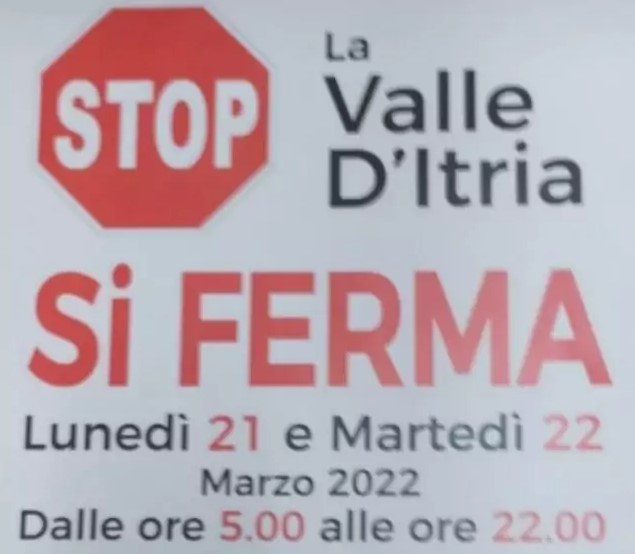 STOP
La
Valle
D'Itria
Si FERMA
Lunedì 21 e Martedì 22
Marzo 2022
Dalle ore 5.00 alle ore 22.00